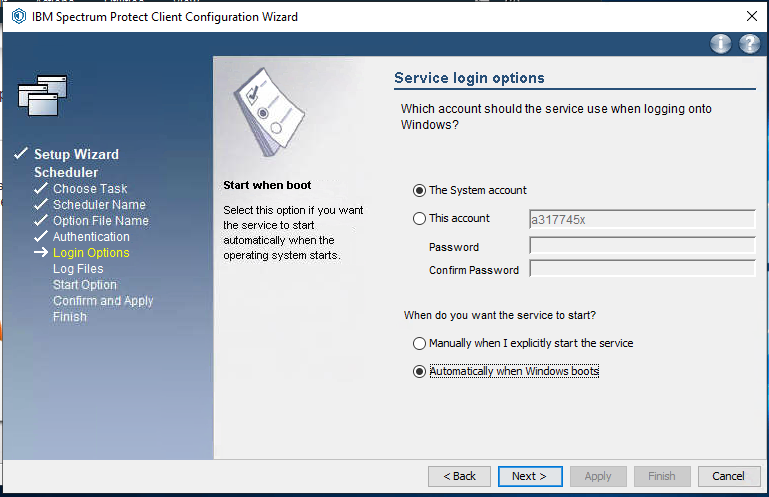 IBM Spectrum Protect Client Configuration Wizard
Service login options
Which account should the service use when logging onto
Windows?
Setup Wizard
Scheduler
Choose Task
Scheduler Name
Option File Name
Authentication
Login Options
Log Files
Start Option
Confirm and Apply
Finish
Start when boot
Select this option if you want
the service to start
automatically when the
operating system starts.
The System account
This account
a317745x
Password
Confirm Password
When do you want the service to start?
Manually when I explicitly start the service
Automatically when Windows boots
< Back
Next >
Apply
Finish
Cancel